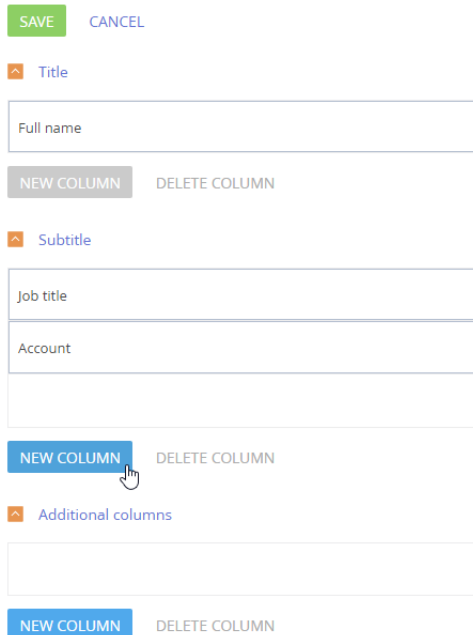 SAVE CANCEL
Title
Full name
NEW COLUMN DELETE COLUMN
Subtitle
Job title
Account
NEW COLUMN DELETE COLUMN
Additional columns
NEW COLUMN DELETE COLUMN